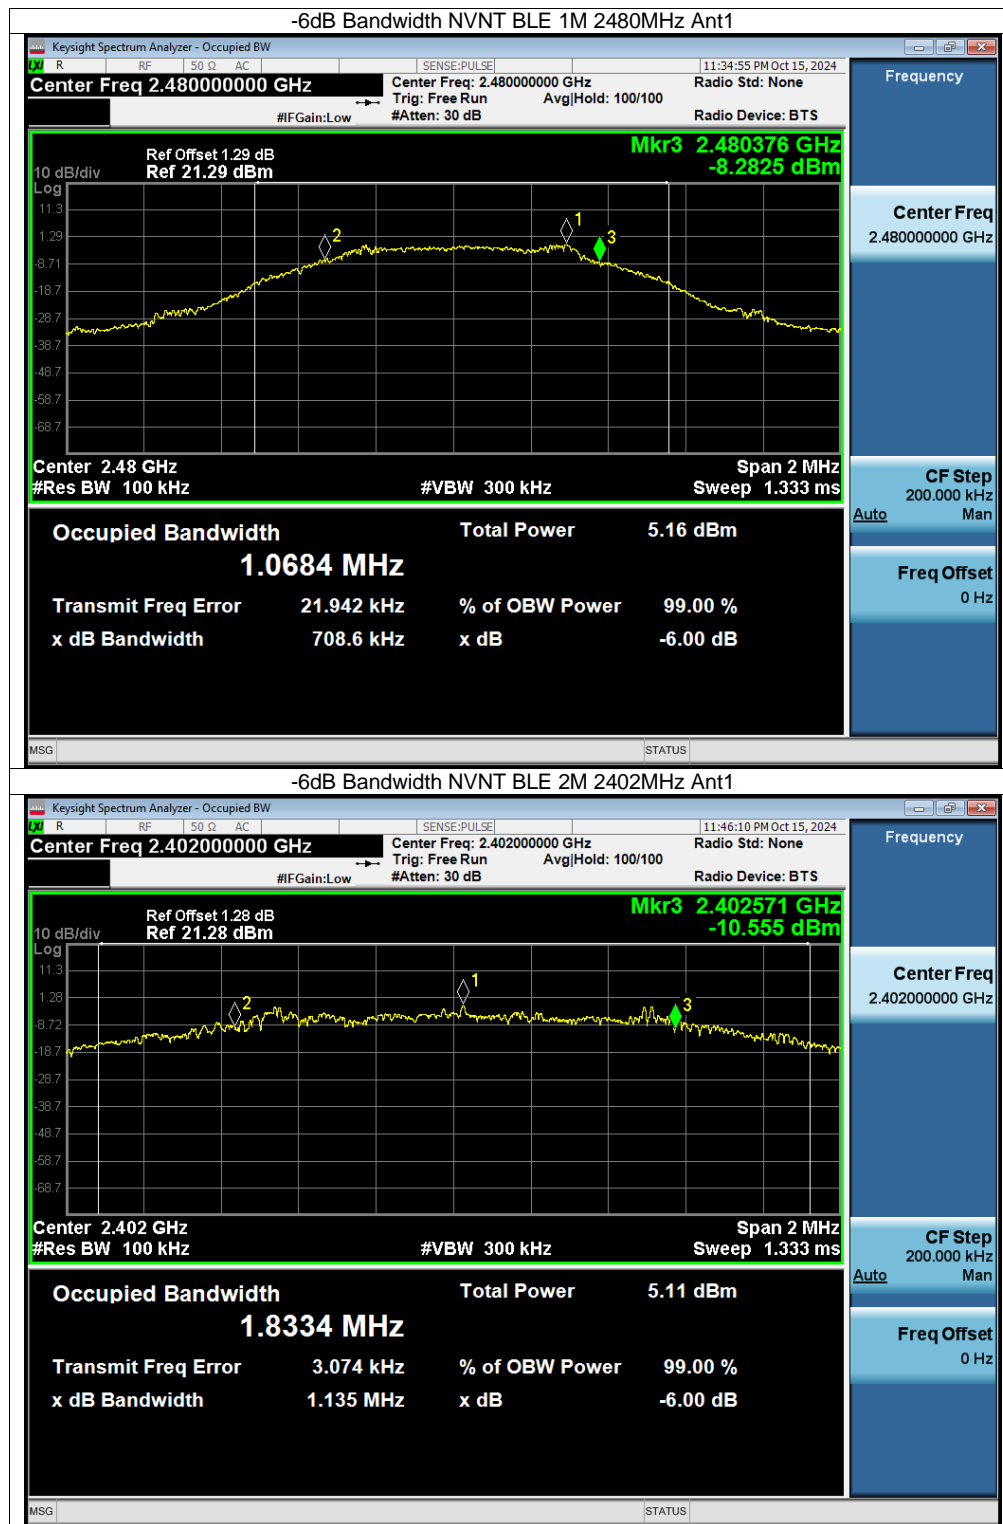 -6dB Bandwidth NVNT BLE 1M 2480MHz Ant1
Keysight Spectrum Analyzer - Occupied BW
LXI R RF 50 Ω AC SENSE:PULSE 11:34:55 PM Oct 15, 2024
Center Freq 2.480000000 GHz Center Freq: 2.480000000 GHz Radio Std: None Frequency
Trig: Free Run Avg|Hold: 100/100
#IFGain:Low #Atten: 30 dB Radio Device: BTS
Mkr3 2.480376 GHz
Ref Offset 1.29 dB
10 dB/div Ref 21.29 dBm -8.2825 dBm
Log
11.3
1.29
-8.71
-18.7
-28.7
-38.7
-48.7
-58.7
-68.7
1
2
3
Center Freq
2.480000000 GHz
Center 2.48 GHz Span 2 MHz
#Res BW 100 kHz #VBW 300 kHz Sweep 1.333 ms
CF Step
200.000 kHz
Auto Man
Occupied Bandwidth Total Power 5.16 dBm
1.0684 MHz
Freq Offset
0 Hz
Transmit Freq Error 21.942 kHz % of OBW Power 99.00 %
x dB Bandwidth 708.6 kHz x dB -6.00 dB
MSG STATUS
-6dB Bandwidth NVNT BLE 2M 2402MHz Ant1
Keysight Spectrum Analyzer - Occupied BW
LXI R RF 50 Ω AC SENSE:PULSE 11:46:10 PM Oct 15, 2024
Center Freq 2.402000000 GHz Center Freq: 2.402000000 GHz Radio Std: None Frequency
Trig: Free Run Avg|Hold: 100/100
#IFGain:Low #Atten: 30 dB Radio Device: BTS
Mkr3 2.402571 GHz
Ref Offset 1.28 dB
10 dB/div Ref 21.28 dBm -10.555 dBm
Log
11.3
1.28
-8.72
-18.7
-28.7
-38.7
-48.7
-58.7
-68.7
1
2
3
Center Freq
2.402000000 GHz
Center 2.402 GHz Span 2 MHz
#Res BW 100 kHz #VBW 300 kHz Sweep 1.333 ms
CF Step
200.000 kHz
Auto Man
Occupied Bandwidth Total Power 5.11 dBm
1.8334 MHz
Freq Offset
0 Hz
Transmit Freq Error 3.074 kHz % of OBW Power 99.00 %
x dB Bandwidth 1.135 MHz x dB -6.00 dB
MSG STATUS